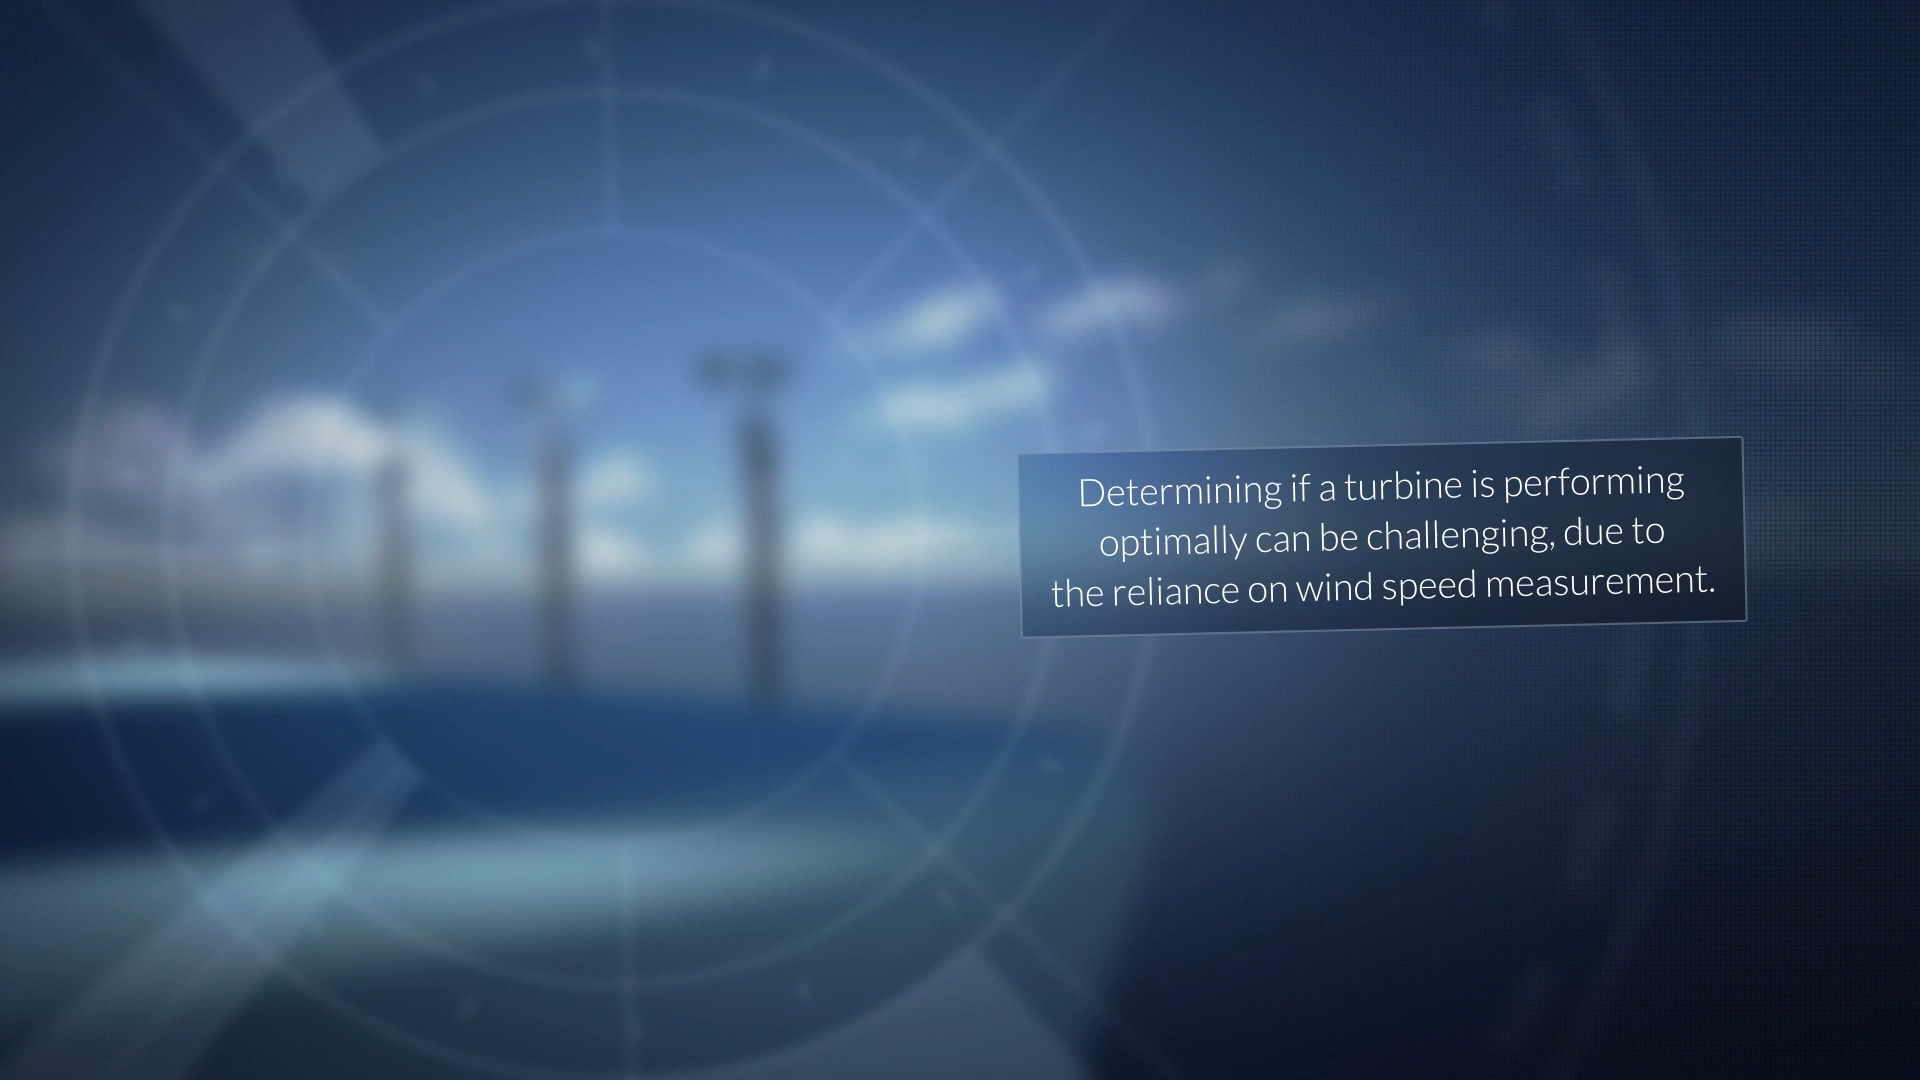 Determining if a turbine is performing
optimally can be challenging, due to
the reliance on wind speed measurement.